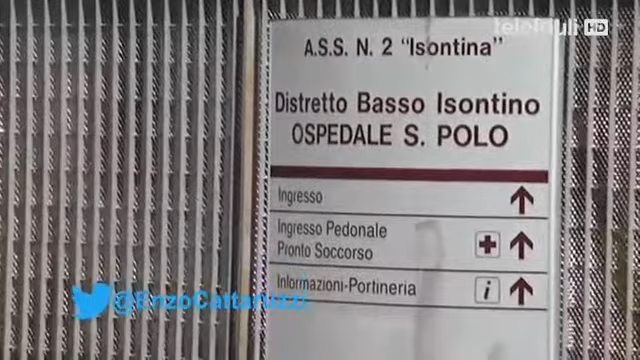 telefriuli HD
A.S.S. N. 2 "Isontina"
Distretto Basso Isontino
OSPEDALE S. POLO
Ingresso
Ingresso Pedonale
Pronto Soccorso
Informazioni-Portineria i
@EnzoCattaruzzi